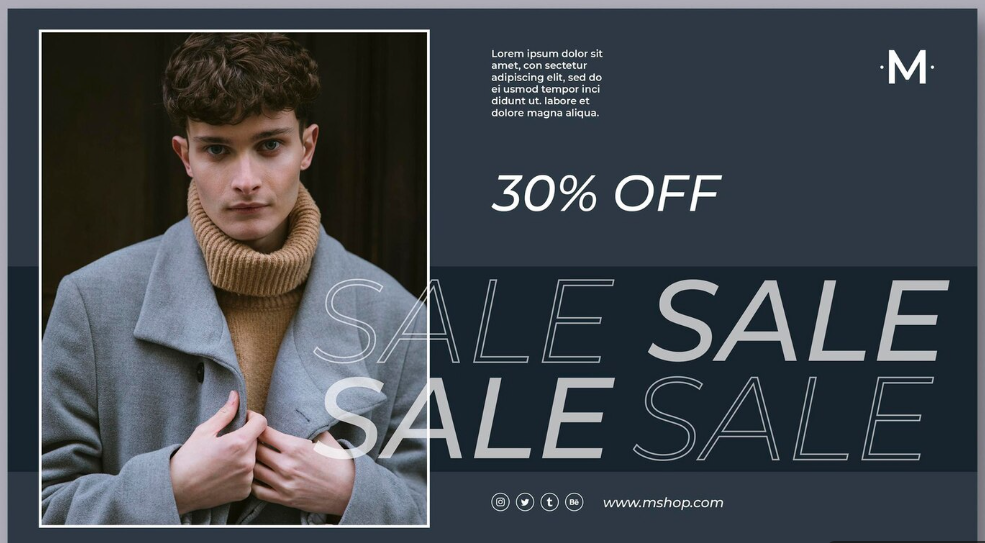 Lorem ipsum dolor sit
amet, con sectetur
adipiscing elit, sed do
ei usmod tempor inci
didunt ut. labore et
dolore magna aliqua.
·M·
30% OFF
SALE SALE
SALE SALE
Bē
www.mshop.com